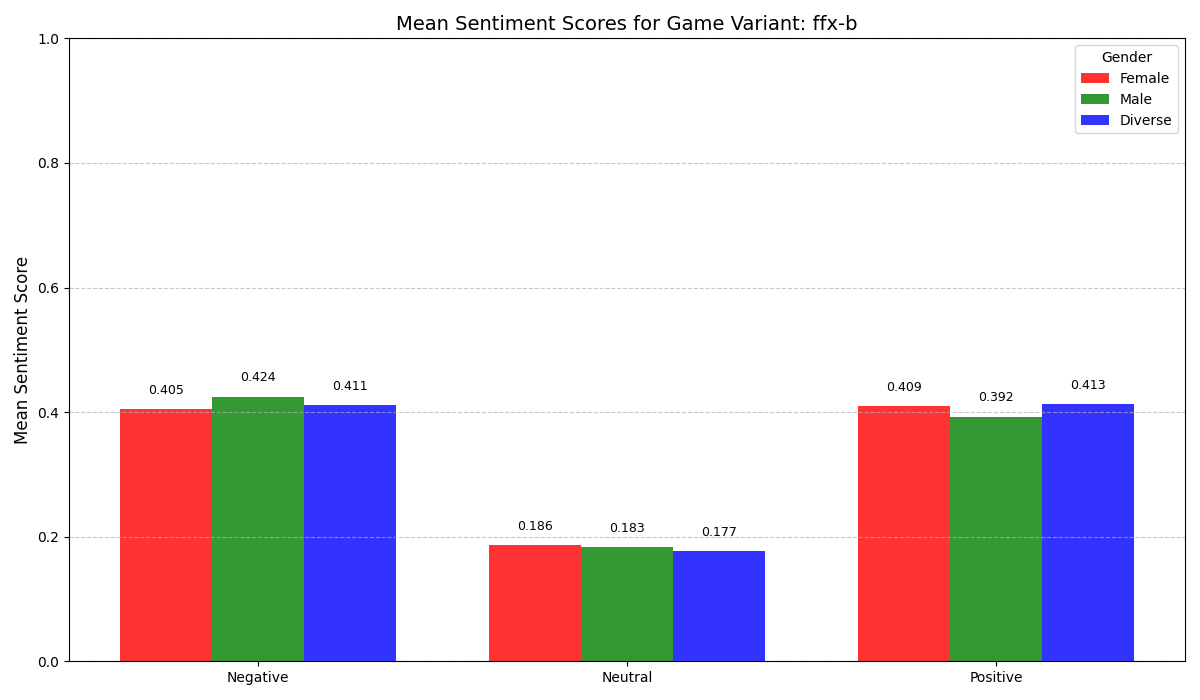 Mean Sentiment Scores for Game Variant: ffx-b
Mean Sentiment Score
1.0
0.8
0.6
0.4
0.2
0.0
Gender
Female
Male
Diverse
0.405
0.424
0.411
0.186
0.183
0.177
0.409
0.392
0.413
Negative
Neutral
Positive